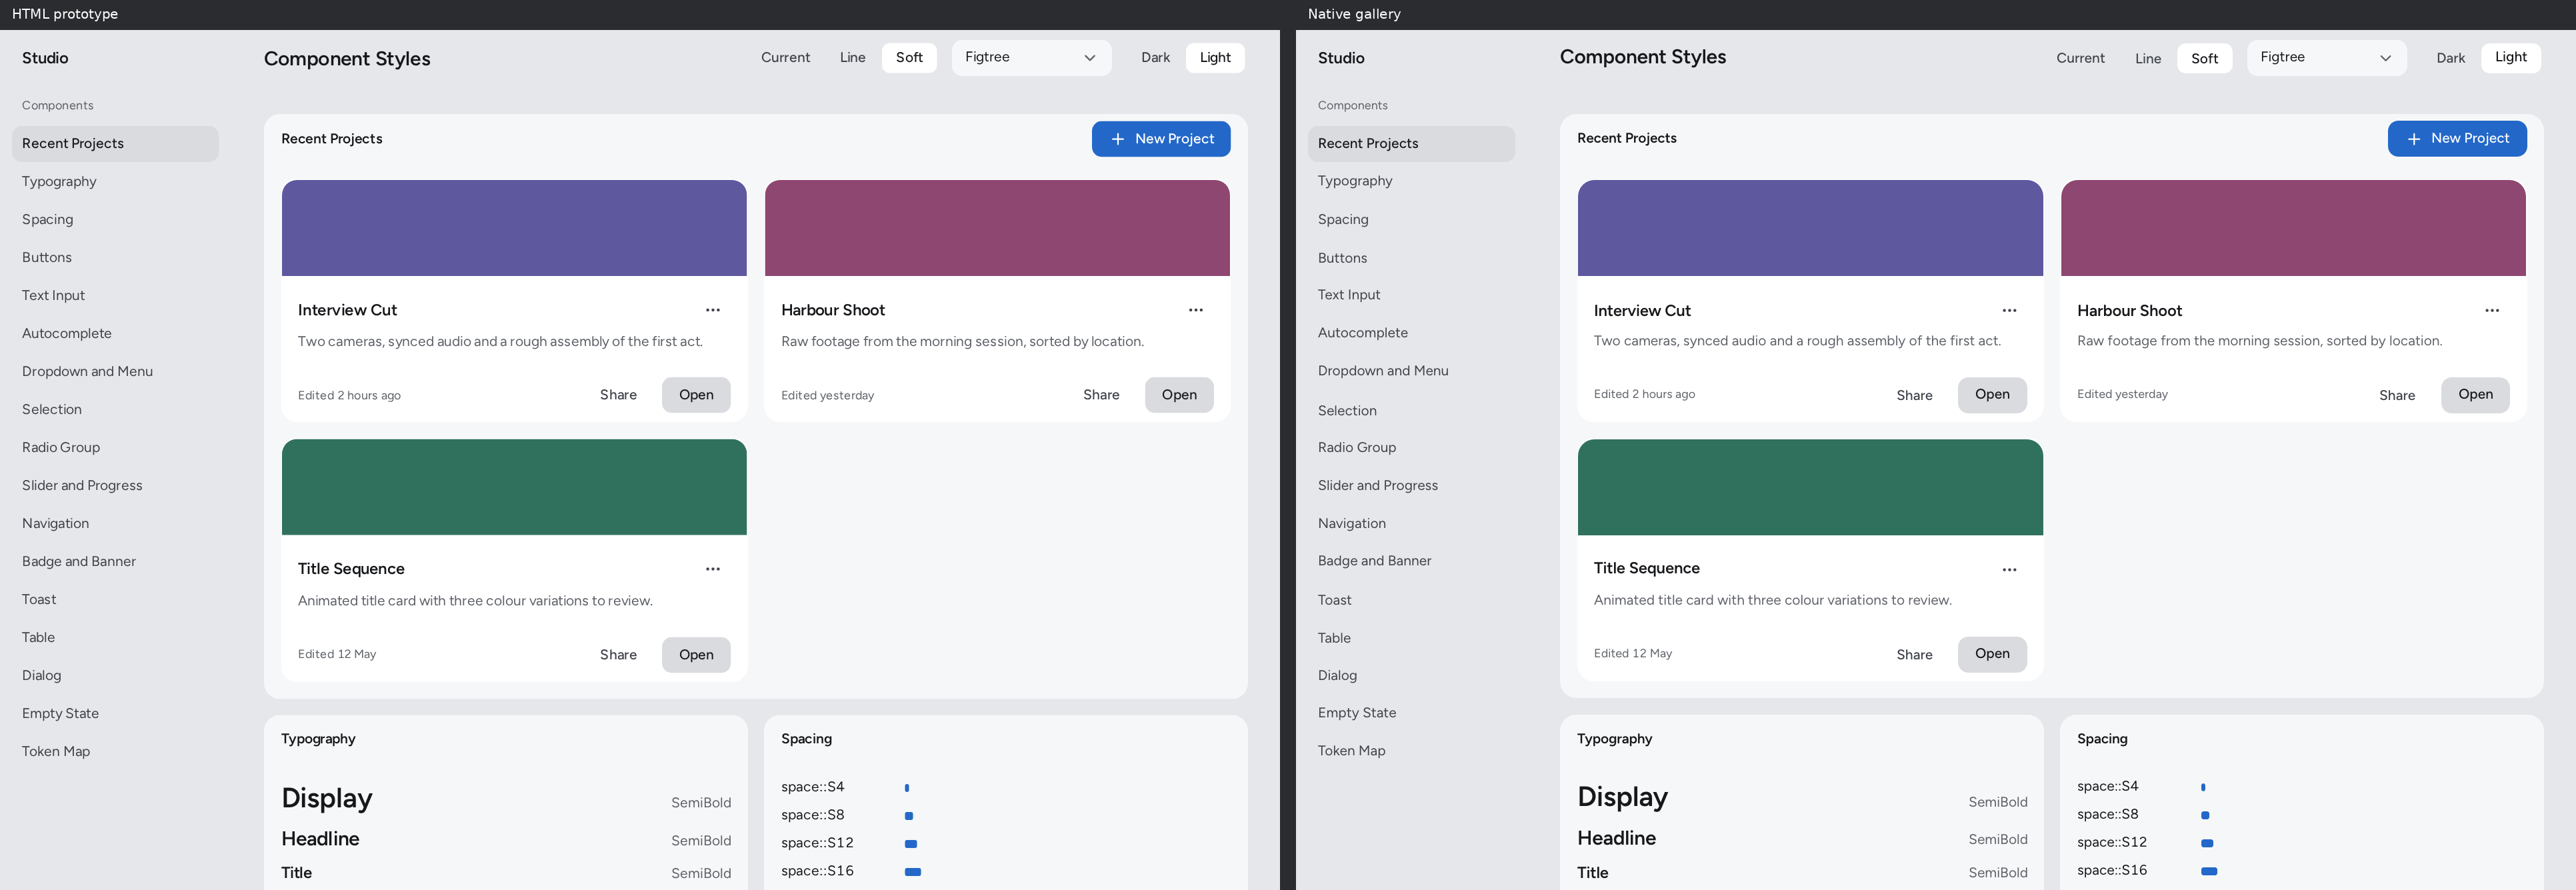 HTML prototype
Studio
Component Styles
Current Line Soft Figtree Dark Light
Components
Recent Projects
Typography
Spacing
Buttons
Text Input
Autocomplete
Dropdown and Menu
Selection
Radio Group
Slider and Progress
Navigation
Badge and Banner
Toast
Table
Dialog
Empty State
Token Map
Recent Projects
New Project
Interview Cut
Two cameras, synced audio and a rough assembly of the first act.
Edited 2 hours ago Share Open
Harbour Shoot
Raw footage from the morning session, sorted by location.
Edited yesterday Share Open
Title Sequence
Animated title card with three colour variations to review.
Edited 12 May Share Open
Typography
Display SemiBold
Headline SemiBold
Title SemiBold
Spacing
space::S4
space::S8
space::S12
space::S16
Native gallery
Studio
Component Styles
Current Line Soft Figtree Dark Light
Components
Recent Projects
Typography
Spacing
Buttons
Text Input
Autocomplete
Dropdown and Menu
Selection
Radio Group
Slider and Progress
Navigation
Badge and Banner
Toast
Table
Dialog
Empty State
Token Map
Recent Projects
New Project
Interview Cut
Two cameras, synced audio and a rough assembly of the first act.
Edited 2 hours ago Share Open
Harbour Shoot
Raw footage from the morning session, sorted by location.
Edited yesterday Share Open
Title Sequence
Animated title card with three colour variations to review.
Edited 12 May Share Open
Typography
Display SemiBold
Headline SemiBold
Title SemiBold
Spacing
space::S4
space::S8
space::S12
space::S16